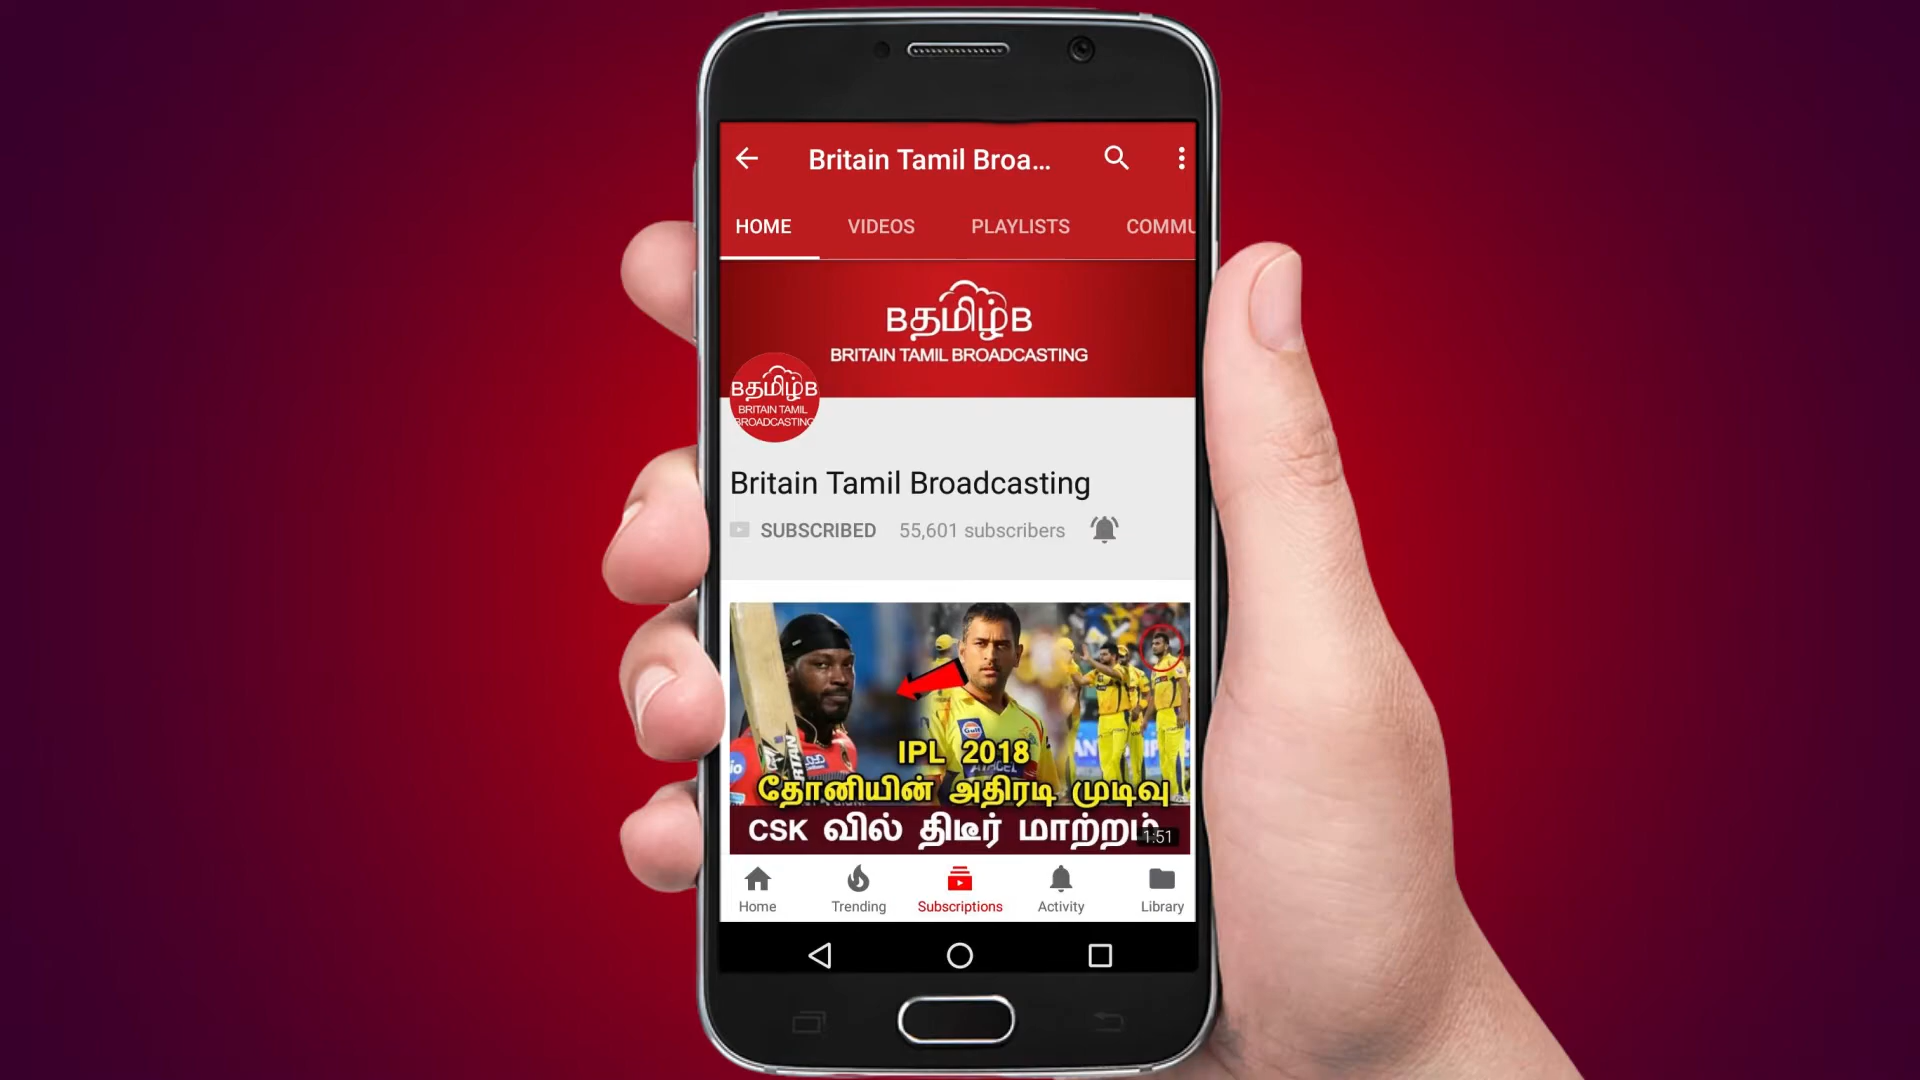 Britain Tamil Broa...
HOME VIDEOS PLAYLISTS COMMU
Bதமிழ்B
BRITAIN TAMIL BROADCASTING
Bதமிழ்B
BRITAIN TAMIL
BROADCASTING
Britain Tamil Broadcasting
SUBSCRIBED 55,601 subscribers
IPL 2018
தோனியின் அதிரடி முடிவு
CSK வில் திடீர் மாற்றம்
1:51
Home Trending Subscriptions Activity Library